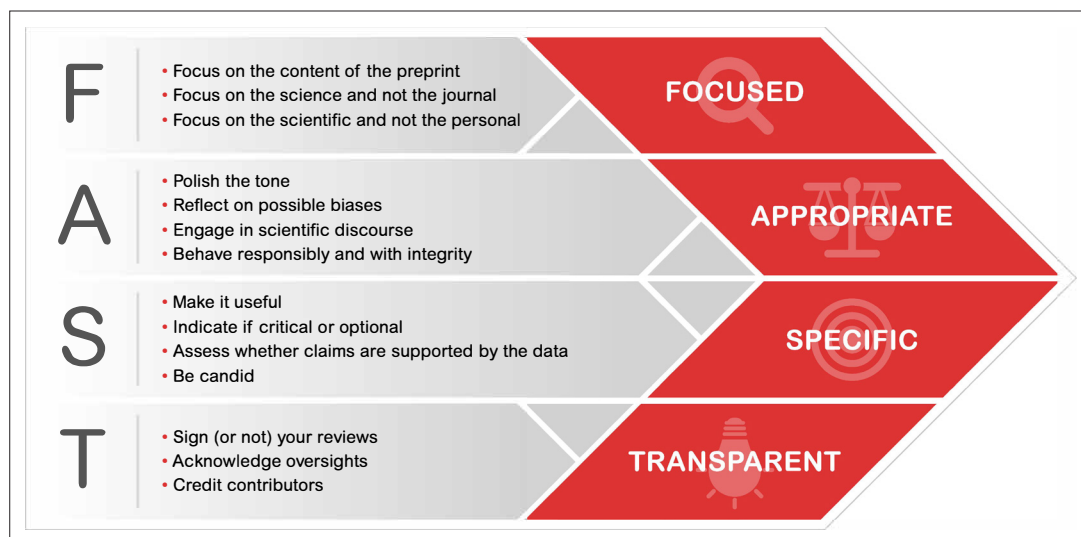 F
• Focus on the content of the preprint
• Focus on the science and not the journal
• Focus on the scientific and not the personal
FOCUSED
A
• Polish the tone
• Reflect on possible biases
• Engage in scientific discourse
• Behave responsibly and with integrity
APPROPRIATE
S
• Make it useful
• Indicate if critical or optional
• Assess whether claims are supported by the data
• Be candid
SPECIFIC
T
• Sign (or not) your reviews
• Acknowledge oversights
• Credit contributors
TRANSPARENT